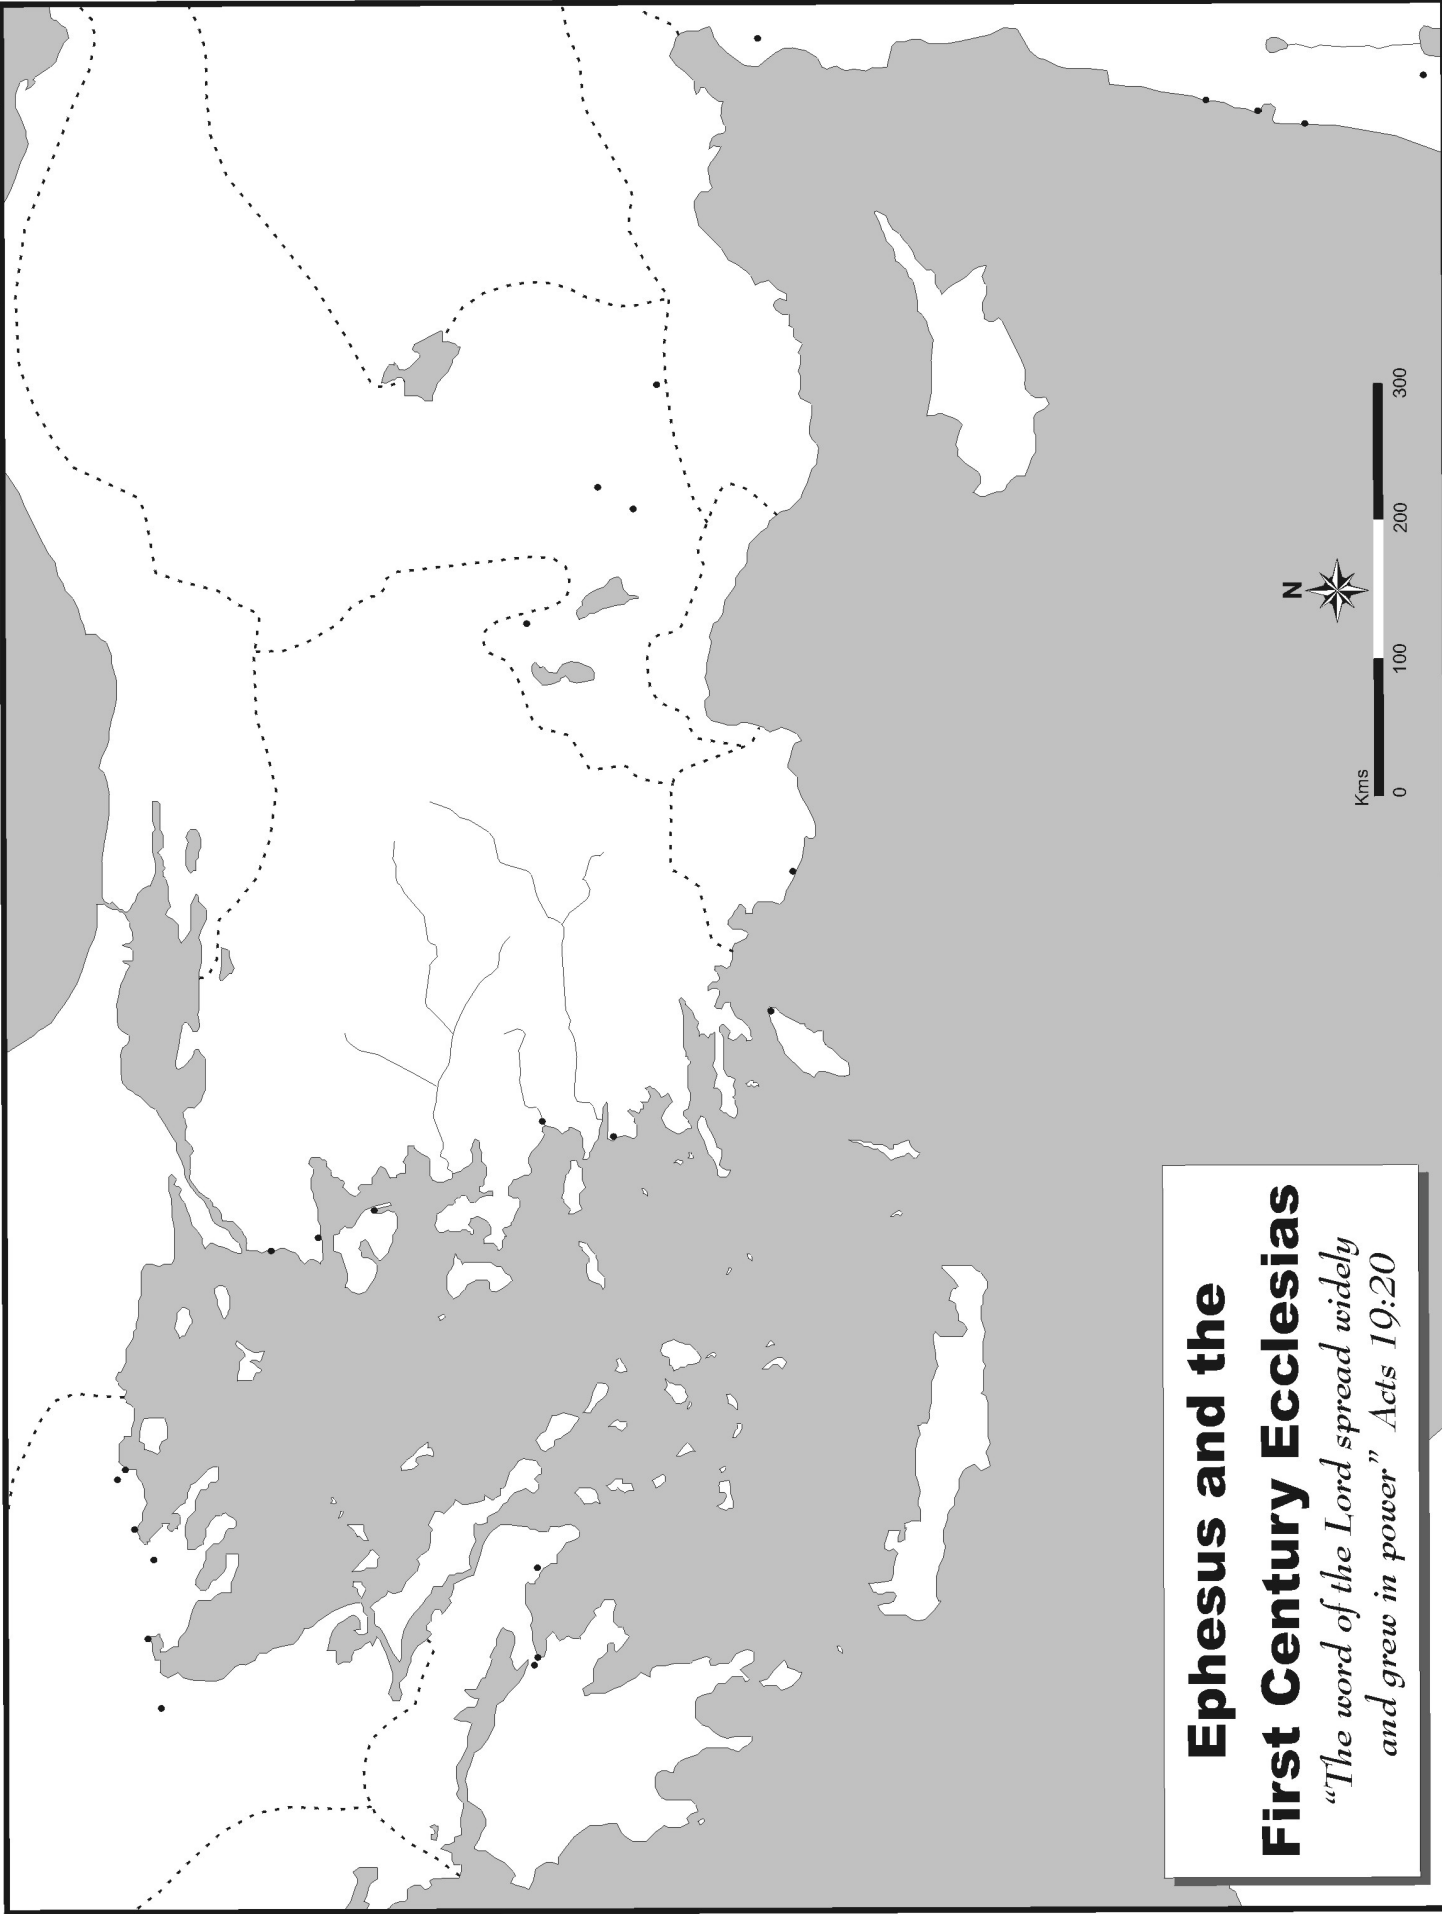 N
Kms
0 100 200 300
Ephesus and the
First Century Ecclesias
“The word of the Lord spread widely
and grew in power” Acts 19:20